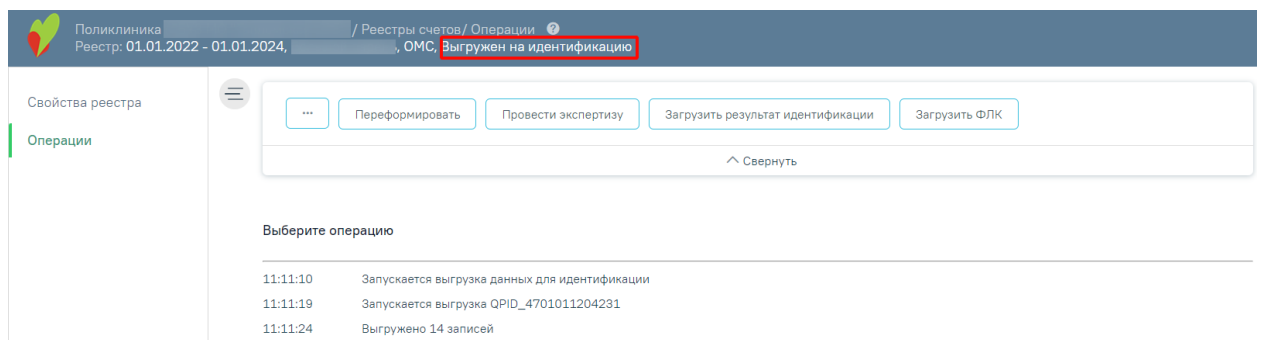 Поликлиника / Реестры счетов/ Операции ?
Реестр: 01.01.2022 - 01.01.2024, , ОМС, Выгружен на идентификацию
Свойства реестра
Операции
... Переформировать Провести экспертизу Загрузить результат идентификации Загрузить ФЛК
Свернуть
Выберите операцию
11:11:10 Запускается выгрузка данных для идентификации
11:11:19 Запускается выгрузка QPID_4701011204231
11:11:24 Выгружено 14 записей